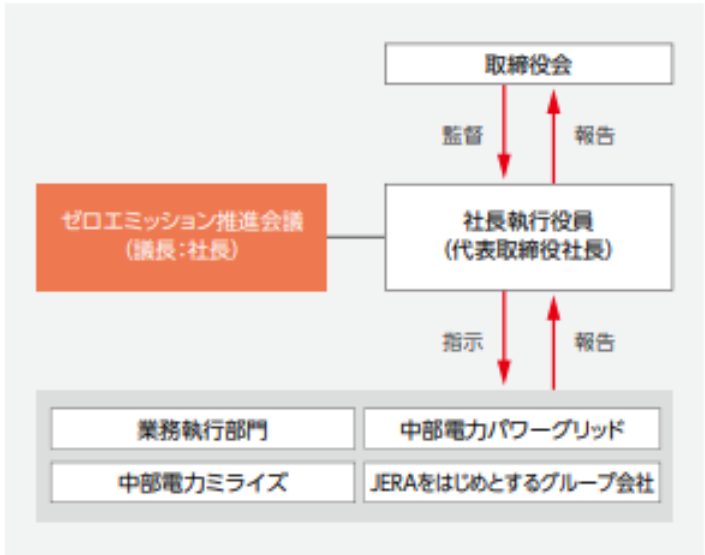 取締役会
監督
報告
ゼロエミッション推進会議
(議長:社長)
社長執行役員
(代表取締役社長)
指示
報告
業務執行部門
中部電力パワーグリッド
中部電力ミライズ
JERAをはじめとするグループ会社